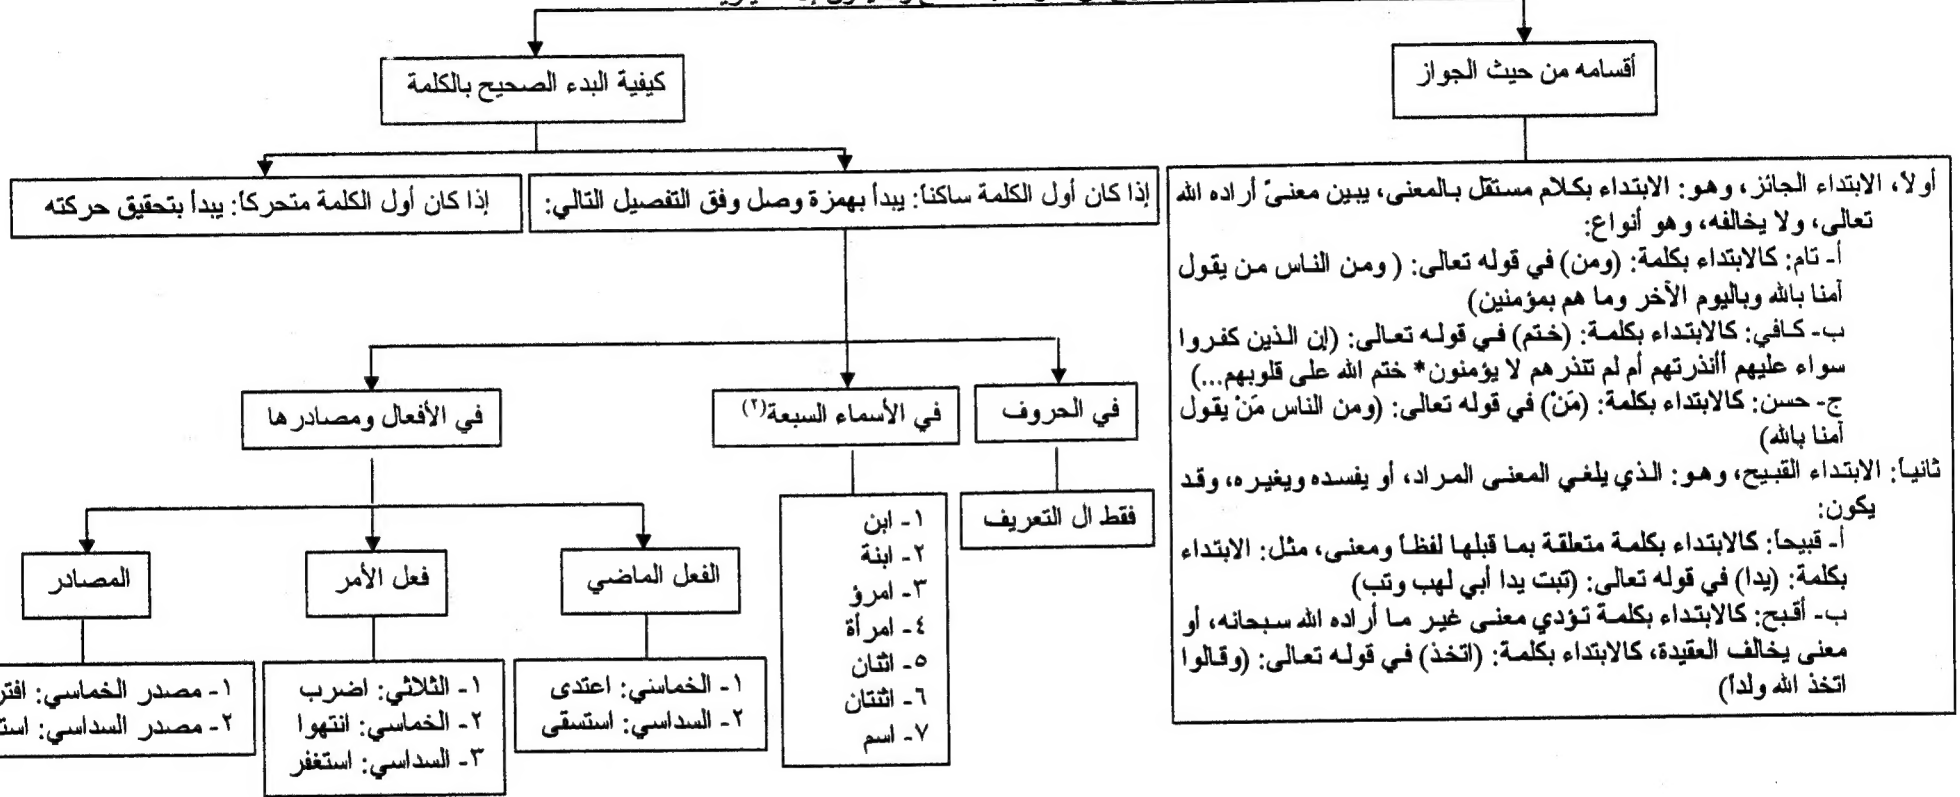 أقسامه من حيث الجواز
أولاً، الابتداء الجائز، وهو: الابتداء بكلام مستقل بالمعنى، يبين معنىً أراده الله
تعالى، ولا يخالفه، وهو أنواع:
أ- تام: كالابتداء بكلمة: (ومن) في قوله تعالى: ( ومن الناس من يقول
آمنا بالله وباليوم الآخر وما هم بمؤمنين)
ب- كافي: كالابتداء بكلمة: (ختم) في قوله تعالى: (إن الذين كفروا
سواء عليهم أأنذرتهم أم لم تنذرهم لا يؤمنون* ختم الله على قلوبهم...)
ج- حسن: كالابتداء بكلمة: (مَنْ) في قوله تعالى: (ومن الناس مَنْ يقول
آمنا بالله)
ثانياً: الابتداء القبيح، وهو: الذي يلغي المعنى المراد، أو يفسده ويغيره، وقد
يكون:
أ- قبيحاً: كالابتداء بكلمة متعلقة بما قبلها لفظاً ومعنى، مثل: الابتداء
بكلمة: (يدا) في قوله تعالى: (تبت يدا أبي لهب وتب)
ب- أقبح: كالابتداء بكلمة تؤدي معنى غير ما أراده الله سبحانه، أو
معنى يخالف العقيدة، كالابتداء بكلمة: (اتخذ) في قوله تعالى: (وقالوا
اتخذ الله ولداً)
كيفية البدء الصحيح بالكلمة
إذا كان أول الكلمة ساكناً: يبدأ بهمزة وصل وفق التفصيل التالي:
إذا كان أول الكلمة متحركاً: يبدأ بتحقيق حركته
في الحروف
فقط ال التعريف
في الأسماء السبعة(٢)
١- ابن
٢- ابنة
٣- امرؤ
٤- امرأة
٥- اثنان
٦- اثنتان
٧- اسم
في الأفعال ومصادرها
الفعل الماضي
١- الخماسي: اعتدى
٢- السداسي: استسقى
فعل الأمر
١- الثلاثي: اضرب
٢- الخماسي: انتهوا
٣- السداسي: استغفر
المصادر
١- مصدر الخماسي: افتر
٢- مصدر السداسي: است